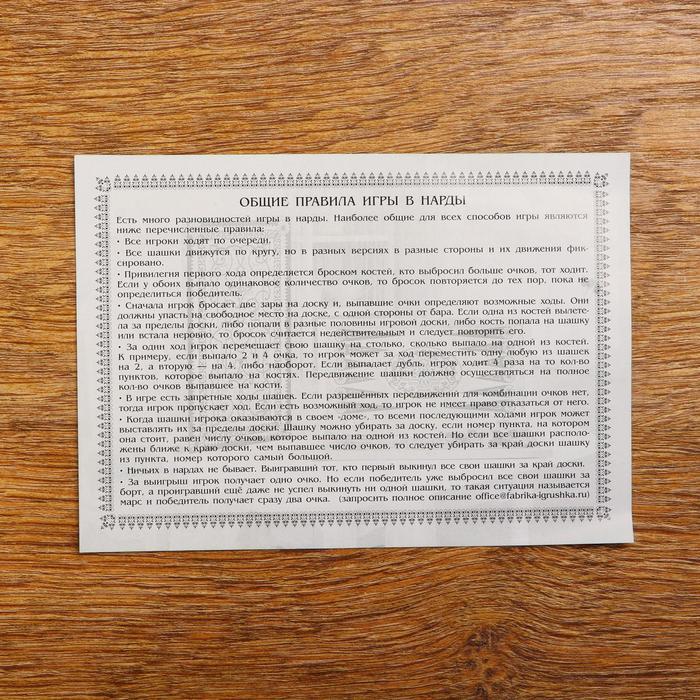 ОБЩИЕ ПРАВИЛА ИГРЫ В НАРДЫ
Есть много разновидностей игры в нарды. Наиболее общие для всех способов игры являются
ниже перечисленные правила:
• Все игроки ходят по очереди.
• Все шашки движутся по кругу, но в разных версиях в разные стороны и их движения фик-
сировано.
• Привилегия первого хода определяется броском костей, кто выбросил больше очков, тот ходит.
Если у обоих выпало одинаковое количество очков, то бросок повторяется до тех пор, пока не
определиться победитель.
• Сначала игрок бросает две зары на доску и, выпавшие очки определяют возможные ходы. Они
должны упасть на свободное место на доске, с одной стороны от бара. Если одна из костей вылете-
ла за пределы доски, либо попали в разные половины игровой доски, либо кость попала на шашку
или встала неровно, то бросок считается недействительным и следует повторить его.
• За один ход игрок перемещает свою шашку на столько, сколько выпало на одной из костей.
К примеру, если выпало 2 и 4 очка, то игрок может за ход переместить одну любую из шашек
на 2, а вторую — на 4, либо наоборот. Если выпадает дубль, игрок ходит 4 раза на то кол-во
пунктов, которое выпало на костях. Передвижение шашки должно осуществляться на полное
кол-во очков выпавшее на кости.
• В игре есть запретные ходы шашек. Если разрешённых передвижений для комбинации очков нет,
тогда игрок пропускает ход. Если есть возможный ход, то игрок не имеет право отказаться от него.
• Когда шашки игрока оказываются в своем «доме», то всеми последующими ходами игрок может
выставлять их за пределы доски. Шашку можно убирать за доску, если номер пункта, на котором
она стоит, равен числу очков, которое выпало на одной из костей. Но если все шашки располо-
жены ближе к краю доски, чем выпавшее число очков, то следует убирать за край доски шашку
из пункта, номер которого самый большой.
• Ничьих в нардах не бывает. Выигравший тот, кто первый выкинул все свои шашки за край доски.
• За выигрыш игрок получает одно очко. Но если победитель уже выбросил все свои шашки за
борт, а проигравший ещё даже не успел выкинуть ни одной шашки, то такая ситуация называется
марс и победитель получает сразу два очка. (запросить полное описание office@fabrika-igrushka.ru)